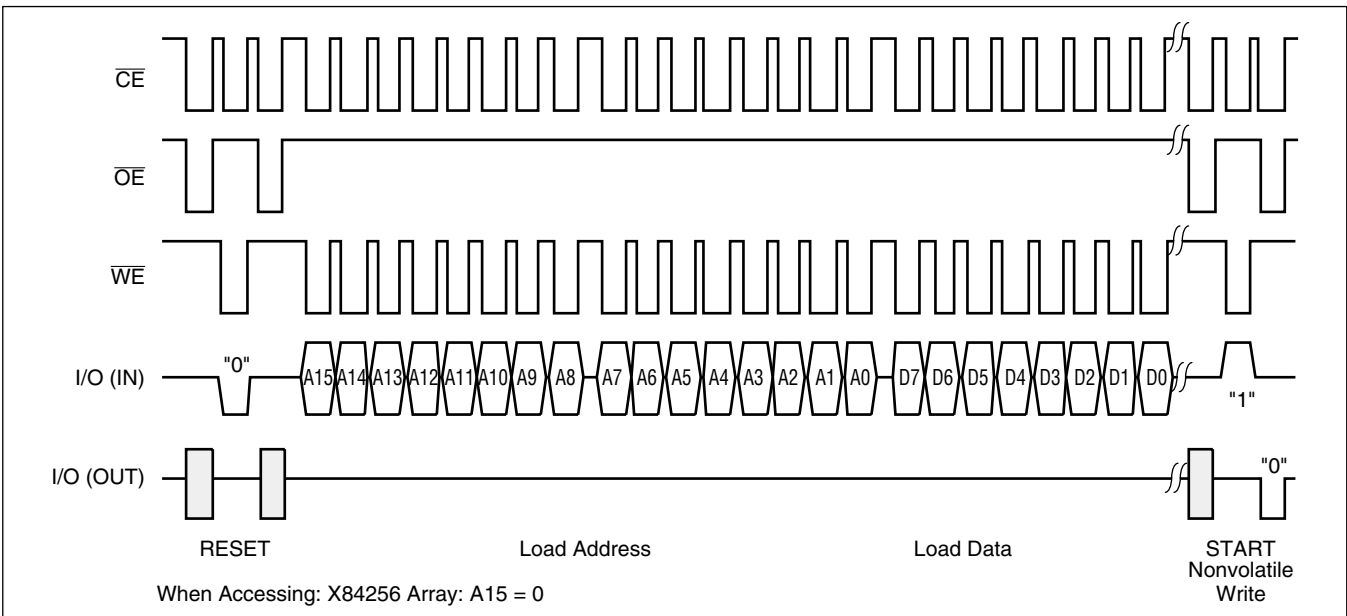 CE
OE
WE
I/O (IN)
"0"
A15 A14 A13 A12 A11 A10 A9 A8 A7 A6 A5 A4 A3 A2 A1 A0 D7 D6 D5 D4 D3 D2 D1 D0
"1"
I/O (OUT)
"0"
RESET
Load Address
Load Data
START
Nonvolatile
Write
When Accessing: X84256 Array: A15 = 0